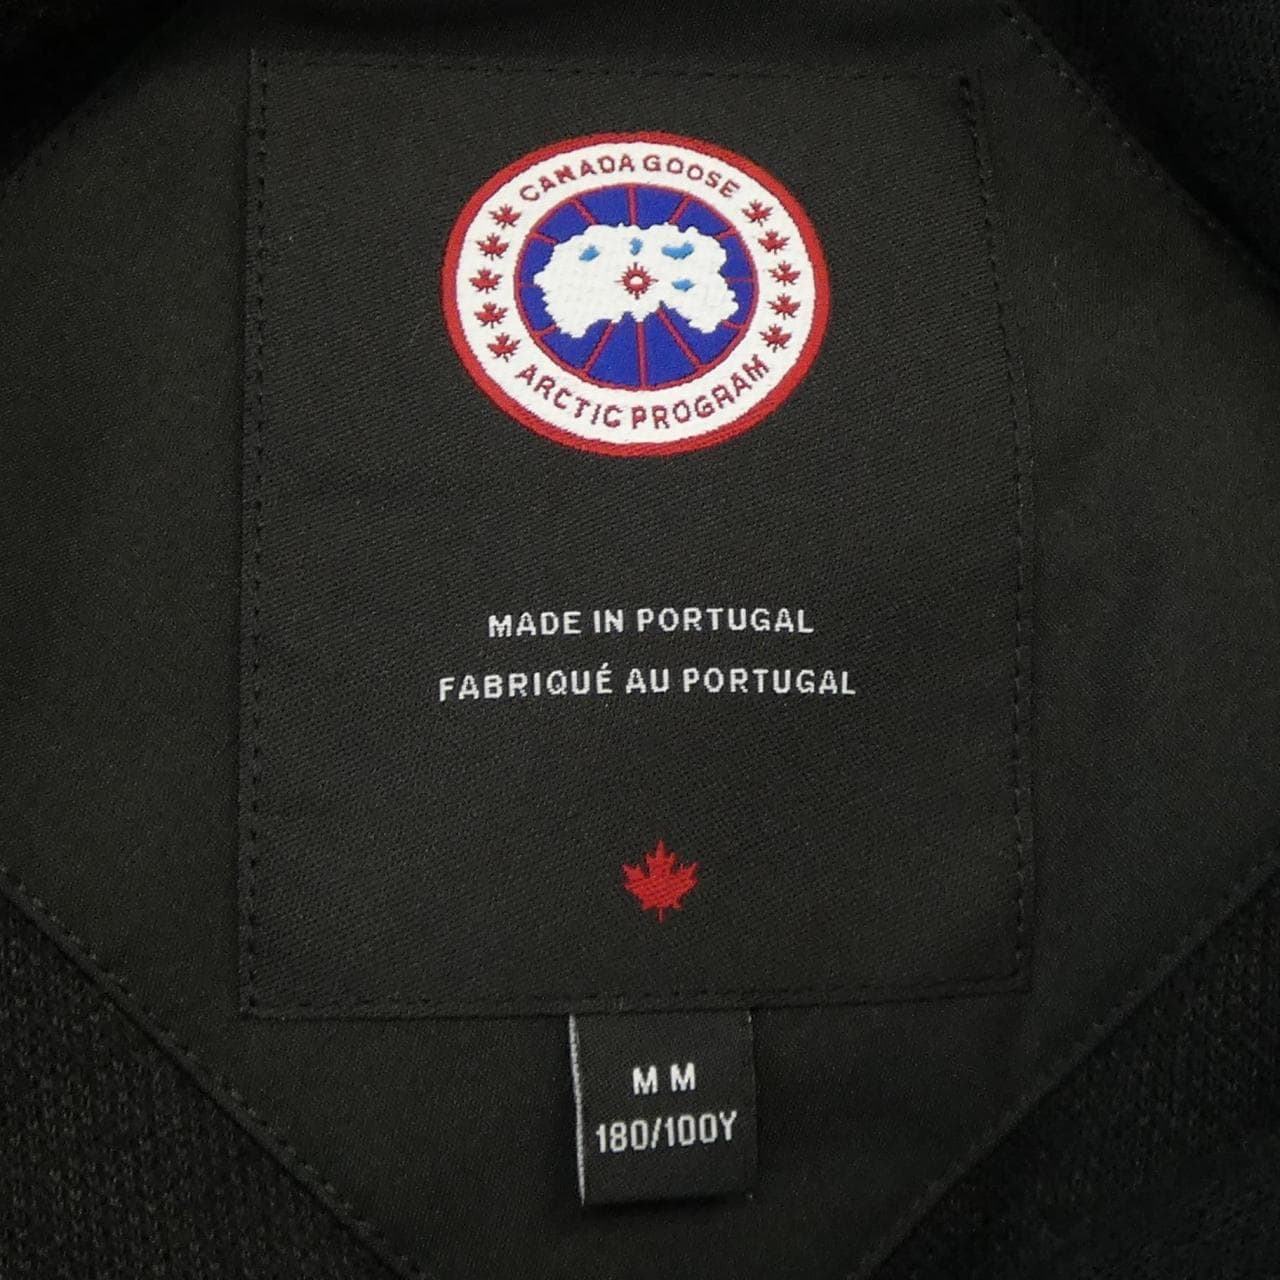 CANADA GOOSE
ARCTIC PROGRAM
MADE IN PORTUGAL
FABRIQUÉ AU PORTUGAL
M M
180/100Y